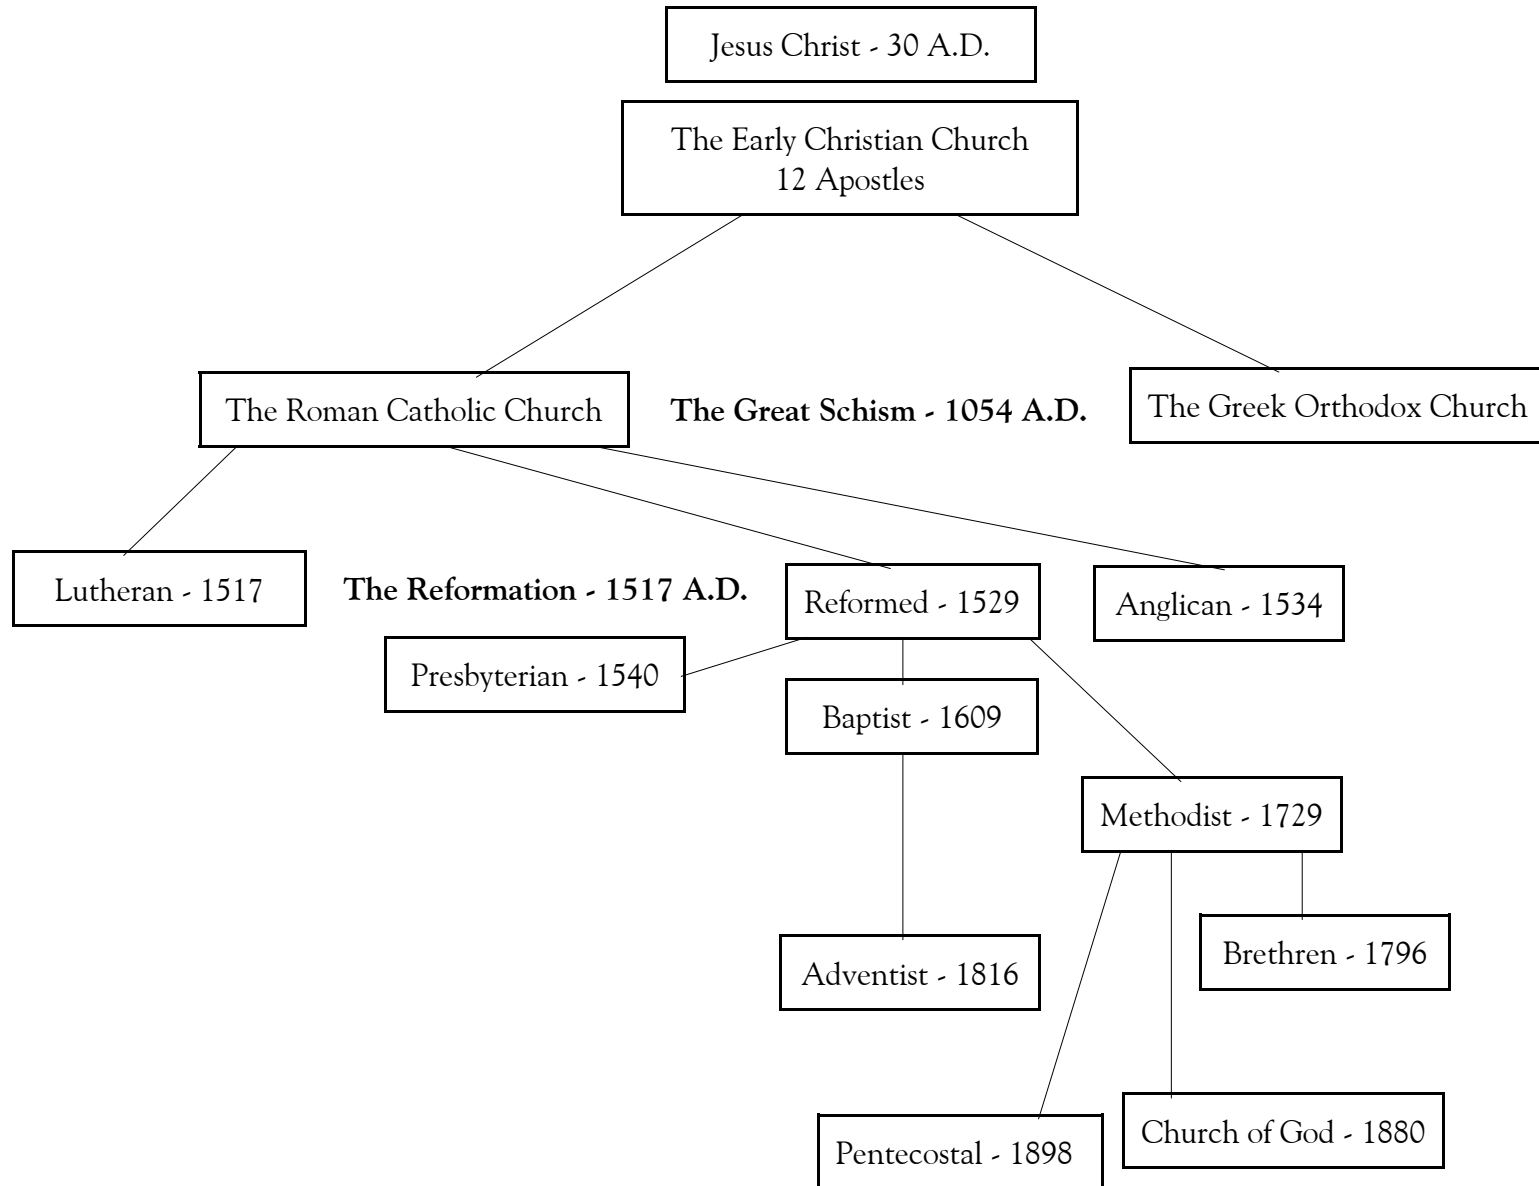 Jesus Christ - 30 A.D.
The Early Christian Church
12 Apostles
The Roman Catholic Church
The Great Schism - 1054 A.D.
The Greek Orthodox Church
Lutheran - 1517
The Reformation - 1517 A.D.
Reformed - 1529
Anglican - 1534
Presbyterian - 1540
Baptist - 1609
Methodist - 1729
Brethren - 1796
Adventist - 1816
Church of God - 1880
Pentecostal - 1898